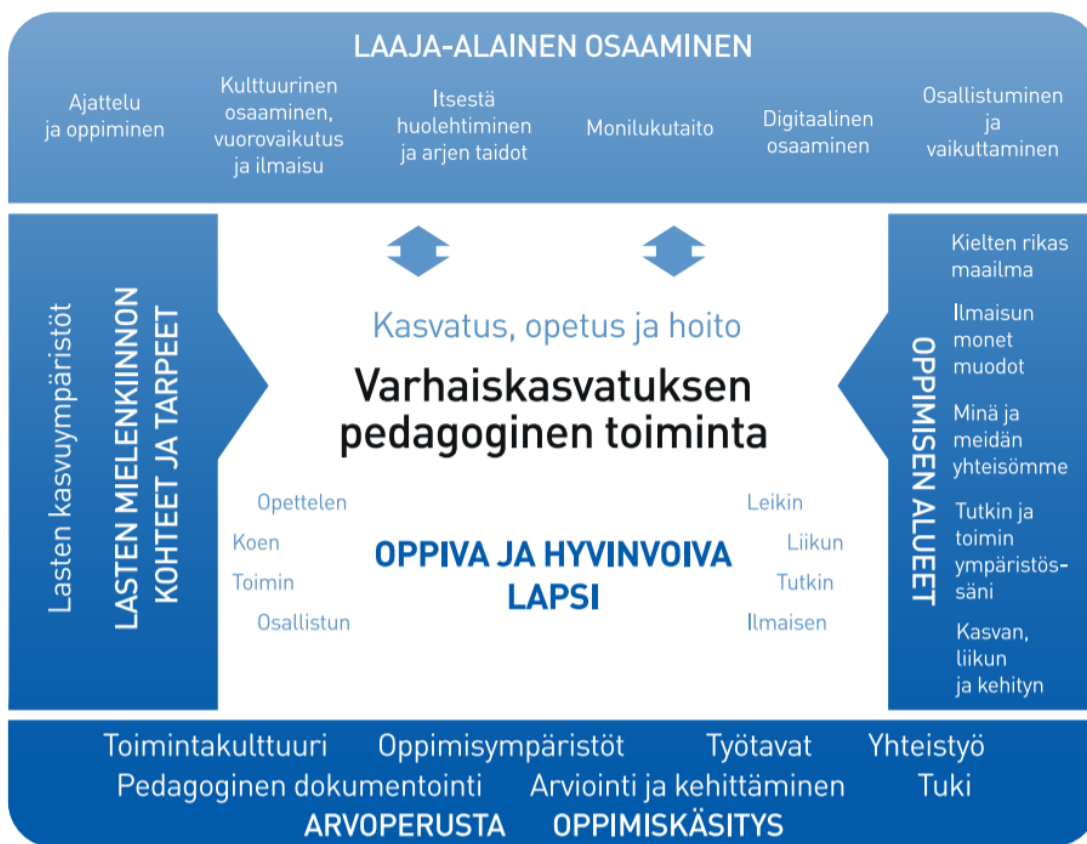 LAAJA-ALAINEN OSAAMINEN
Ajattelu
ja oppiminen
Kulttuurinen
osaaminen,
vuorovaikutus
ja ilmaisu
Itsestä
huolehtiminen
ja arjen taidot
Monilukutaito
Digitaalinen
osaaminen
Osallistuminen
ja
vaikuttaminen
Lasten kasvuympäristöt
LASTEN MIELENKIINNON
KOHTEET JA TARPEET
Kasvatus, opetus ja hoito
Varhaiskasvatuksen
pedagoginen toiminta
Opettelen
Koen
Toimin
Osallistun
OPPIVA JA HYVINVOIVA
LAPSI
Leikin
Liikun
Tutkin
Ilmaisen
OPPIMISEN ALUEET
Kielten rikas
maailma
Ilmaisun
monet
muodot
Minä ja
meidän
yhteisömme
Tutkin ja
toimin
ympäristös-
säni
Kasvan,
liikun
ja kehityn
Toimintakulttuuri Oppimisympäristöt Työtavat Yhteistyö
Pedagoginen dokumentointi Arviointi ja kehittäminen Tuki
ARVOPERUSTA OPPIMISKÄSITYS